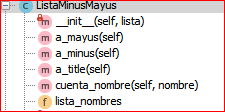 ListaMinusMayus
__init__(self, lista)
a_mayus(self)
a_minus(self)
a_title(self)
cuenta_nombre(self, nombre)
lista_nombres